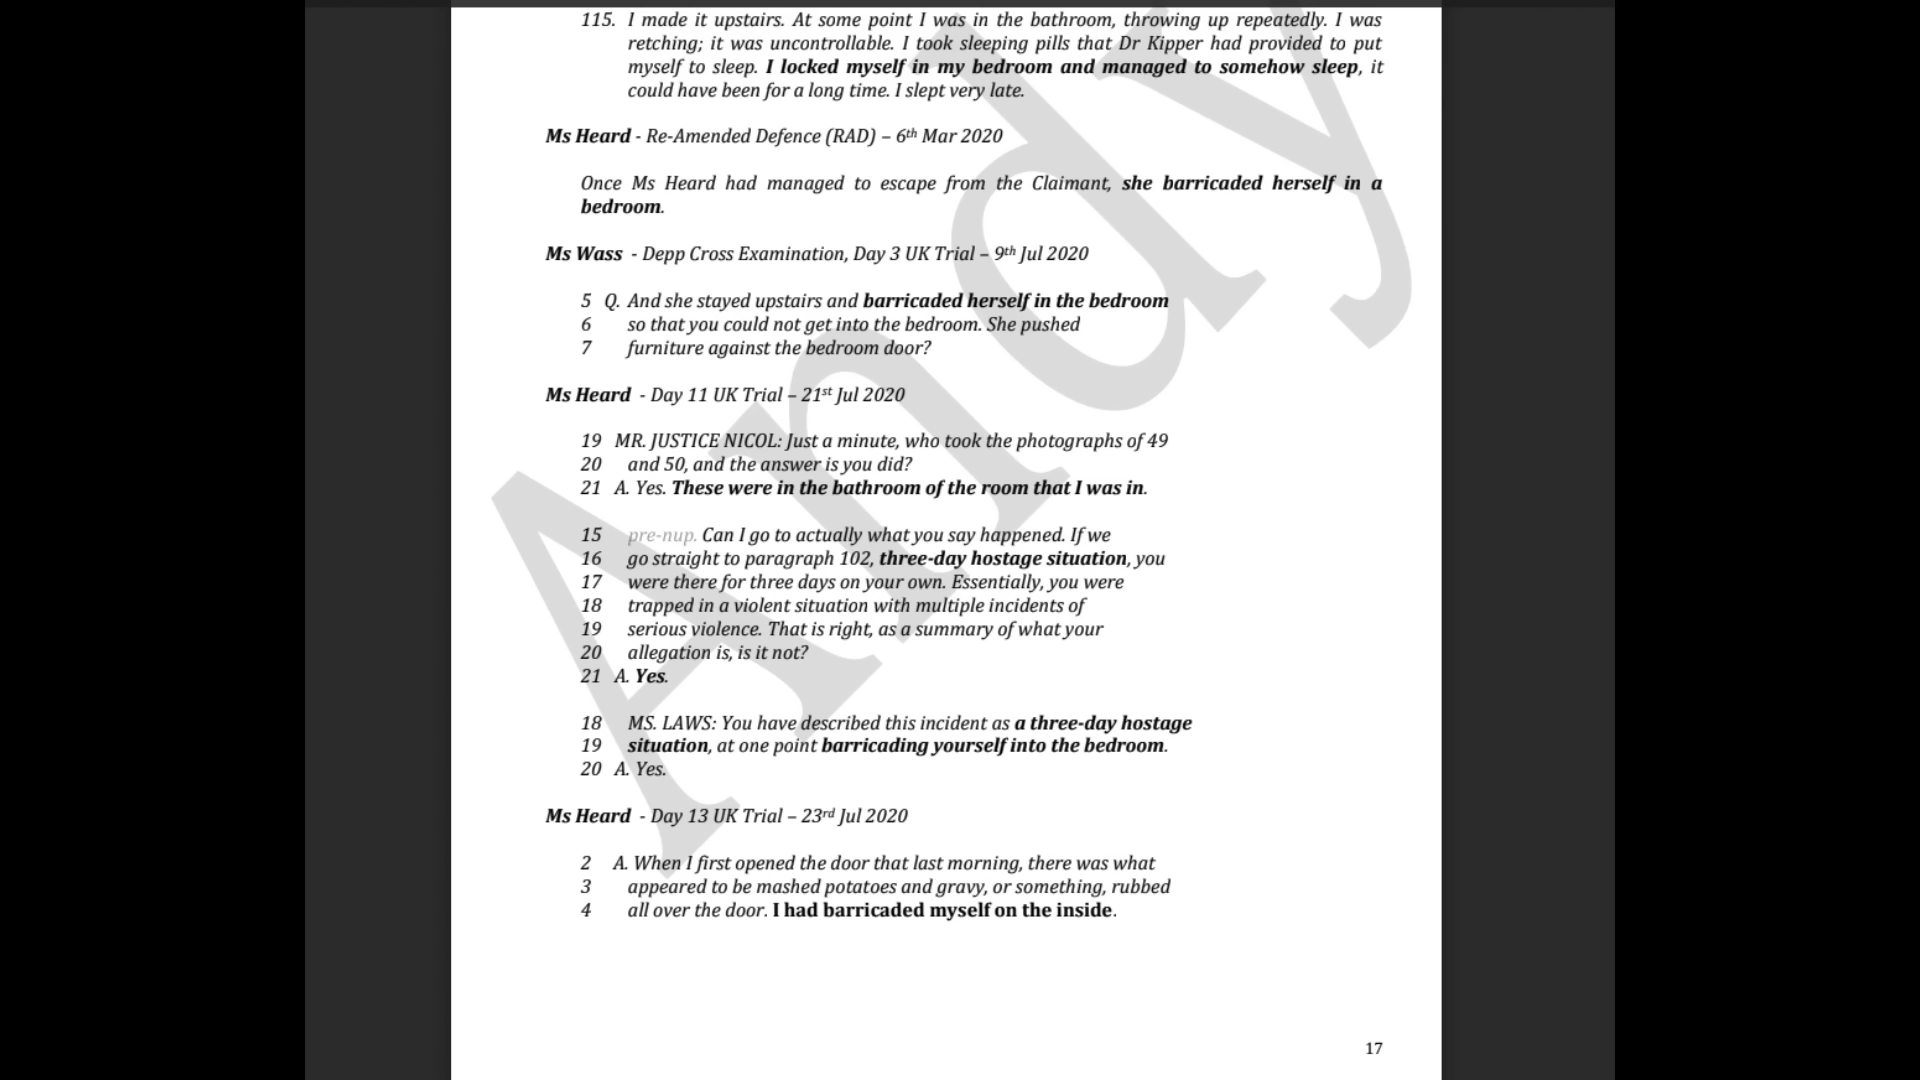 115. I made it upstairs. At some point I was in the bathroom, throwing up repeatedly. I was
retching; it was uncontrollable. I took sleeping pills that Dr Kipper had provided to put
myself to sleep. I locked myself in my bedroom and managed to somehow sleep, it
could have been for a long time. I slept very late.
Ms Heard - Re-Amended Defence (RAD) – 6th Mar 2020
Once Ms Heard had managed to escape from the Claimant, she barricaded herself in a
bedroom.
Ms Wass - Depp Cross Examination, Day 3 UK Trial – 9th Jul 2020
5 Q. And she stayed upstairs and barricaded herself in the bedroom
6 so that you could not get into the bedroom. She pushed
7 furniture against the bedroom door?
Ms Heard - Day 11 UK Trial – 21st Jul 2020
19 MR. JUSTICE NICOL: Just a minute, who took the photographs of 49
20 and 50, and the answer is you did?
21 A. Yes. These were in the bathroom of the room that I was in.
15 pre-nup. Can I go to actually what you say happened. If we
16 go straight to paragraph 102, three-day hostage situation, you
17 were there for three days on your own. Essentially, you were
18 trapped in a violent situation with multiple incidents of
19 serious violence. That is right, as a summary of what your
20 allegation is, is it not?
21 A. Yes.
18 MS. LAWS: You have described this incident as a three-day hostage
19 situation, at one point barricading yourself into the bedroom.
20 A. Yes.
Ms Heard - Day 13 UK Trial – 23rd Jul 2020
2 A. When I first opened the door that last morning, there was what
3 appeared to be mashed potatoes and gravy, or something, rubbed
4 all over the door. I had barricaded myself on the inside.
17
Andy